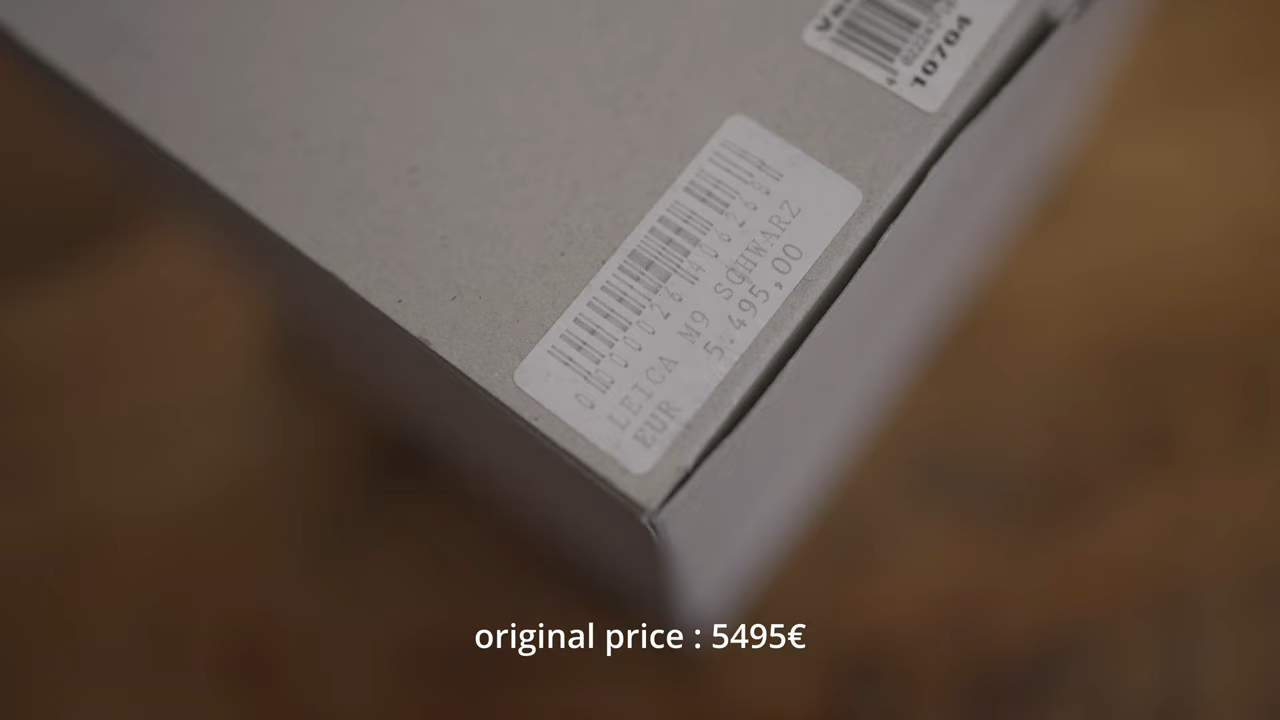 10704
LEICA M9 SCHWARZ
EUR 5.495,00
original price : 5495€